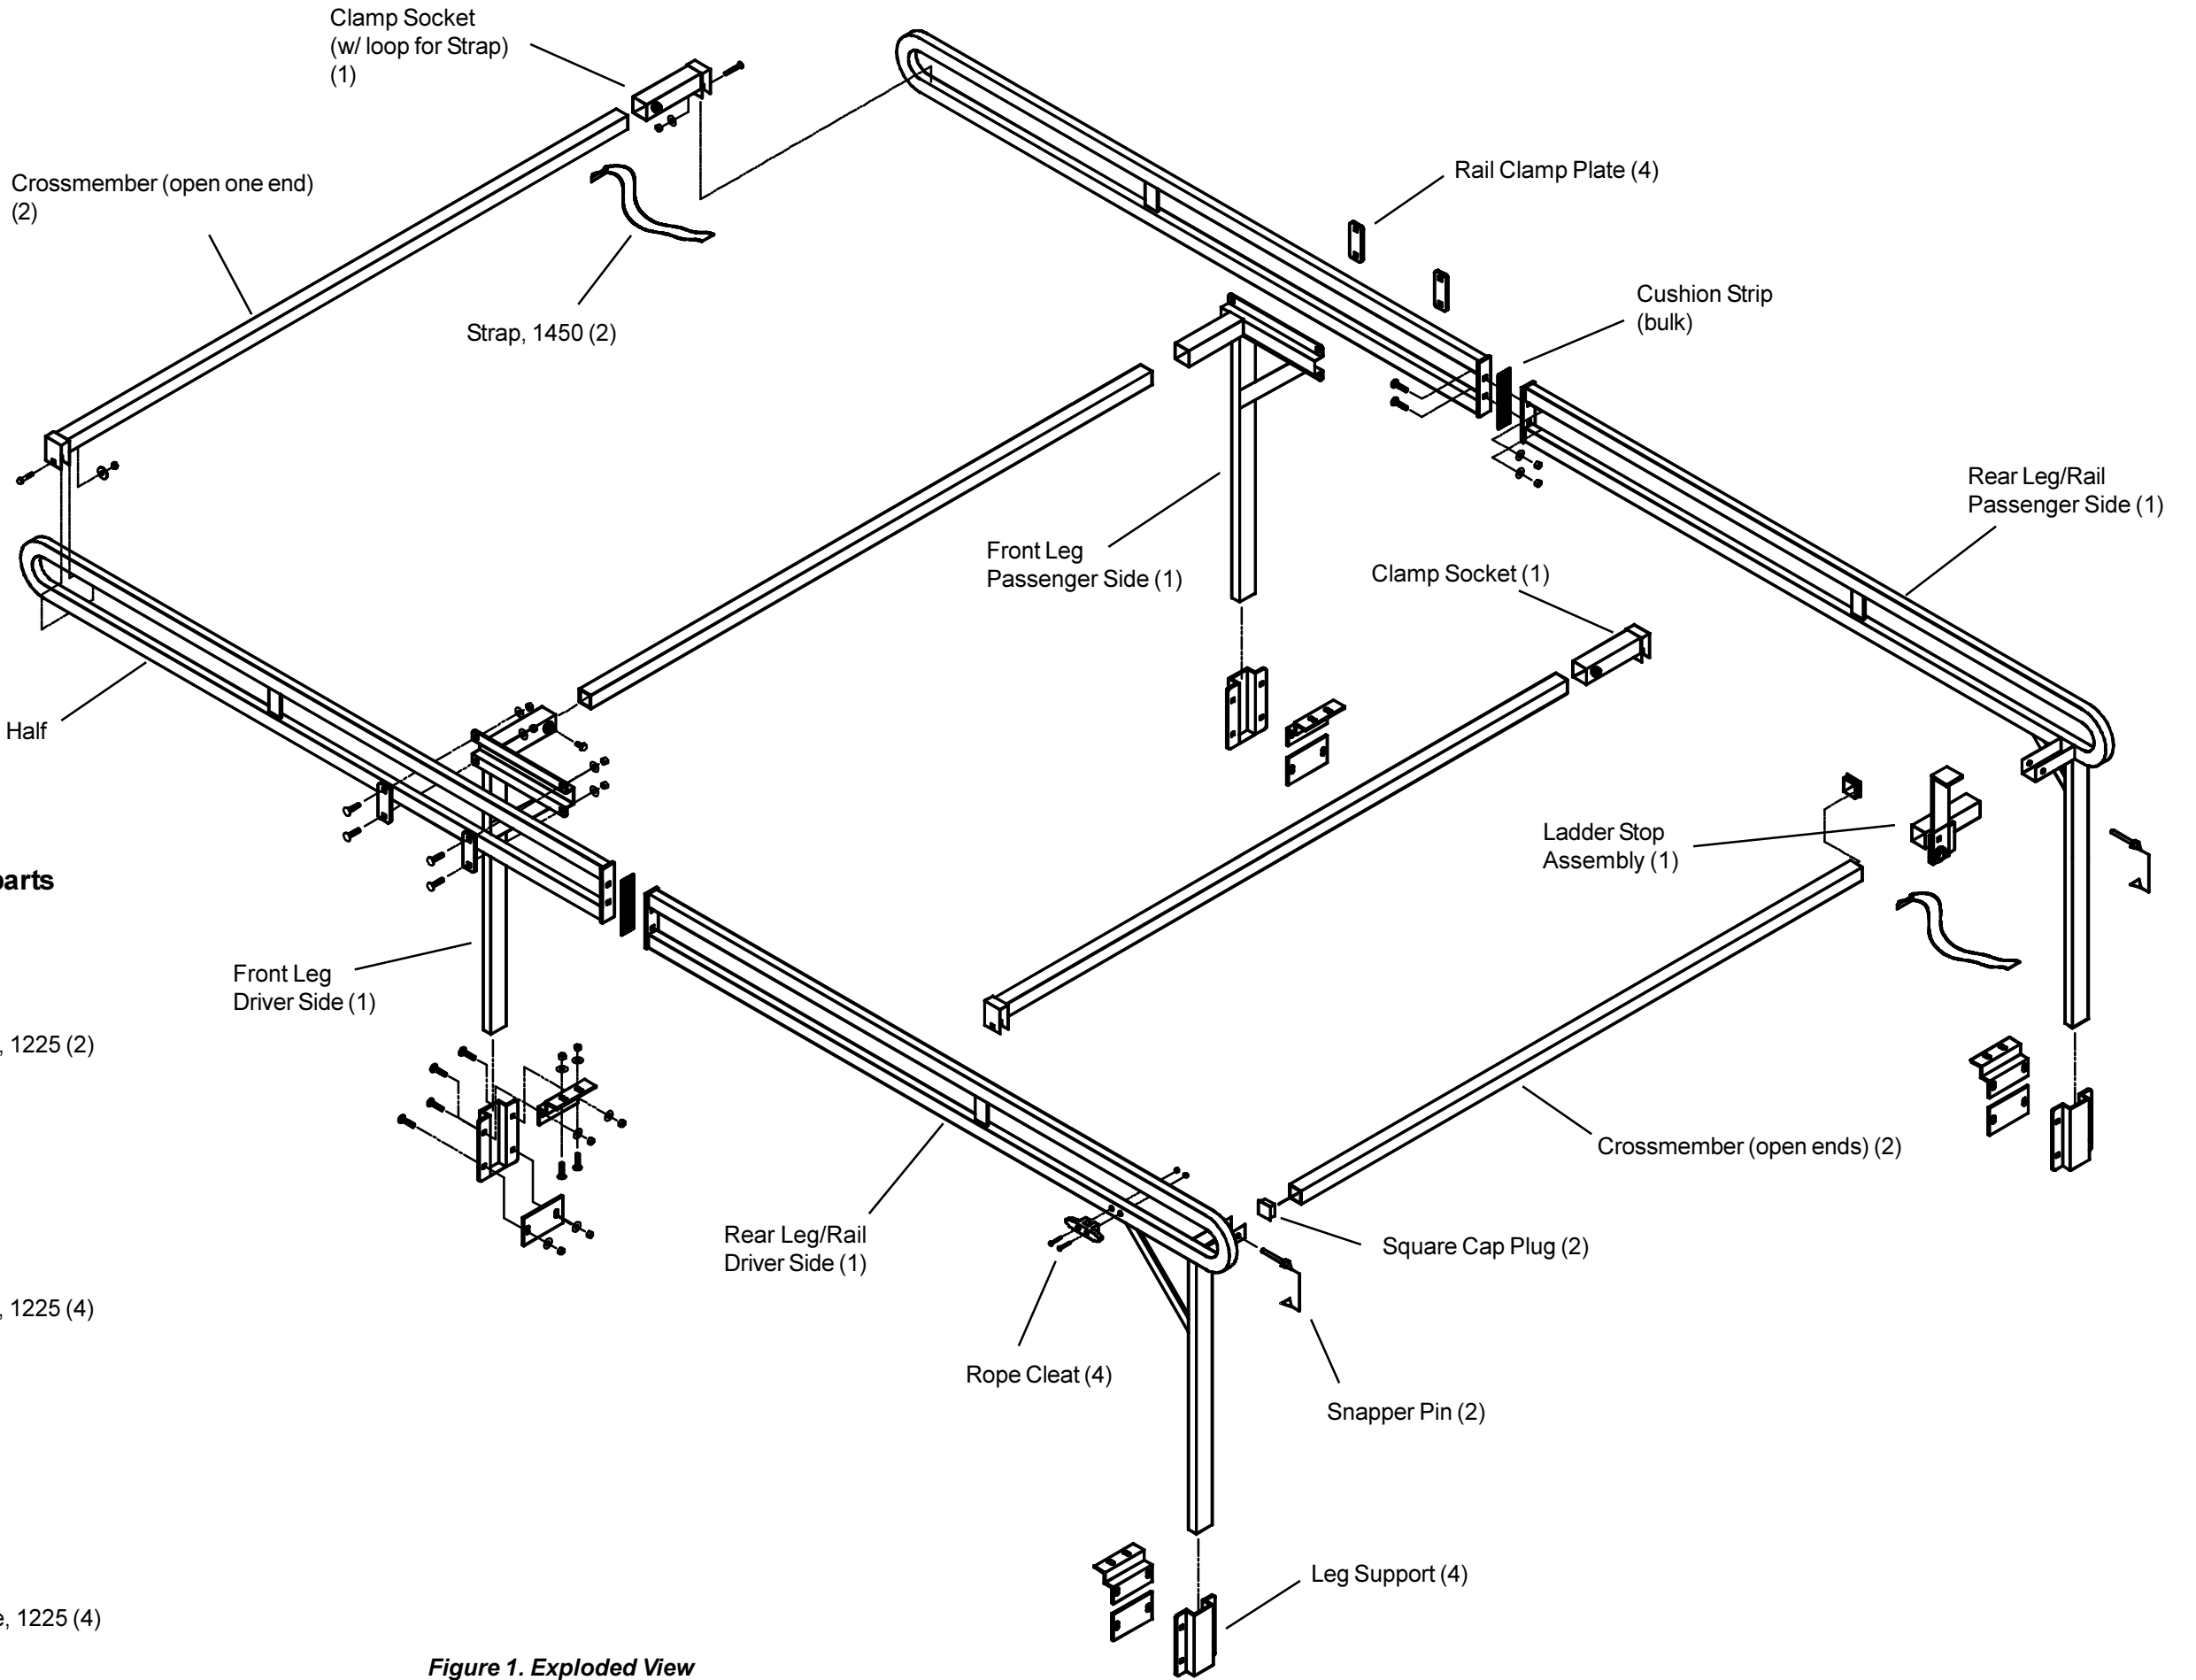 Clamp Socket
(w/ loop for Strap)
(1)
Crossmember (open one end)
(2)
Strap, 1450 (2)
Rail Clamp Plate (4)
Cushion Strip
(bulk)
Rear Leg/Rail
Passenger Side (1)
Front Leg
Passenger Side (1)
Clamp Socket (1)
Half
Ladder Stop
Assembly (1)
parts
Front Leg
Driver Side (1)
, 1225 (2)
Crossmember (open ends) (2)
Rear Leg/Rail
Driver Side (1)
Square Cap Plug (2)
, 1225 (4)
Rope Cleat (4)
Snapper Pin (2)
Leg Support (4)
e, 1225 (4)
Figure 1. Exploded View